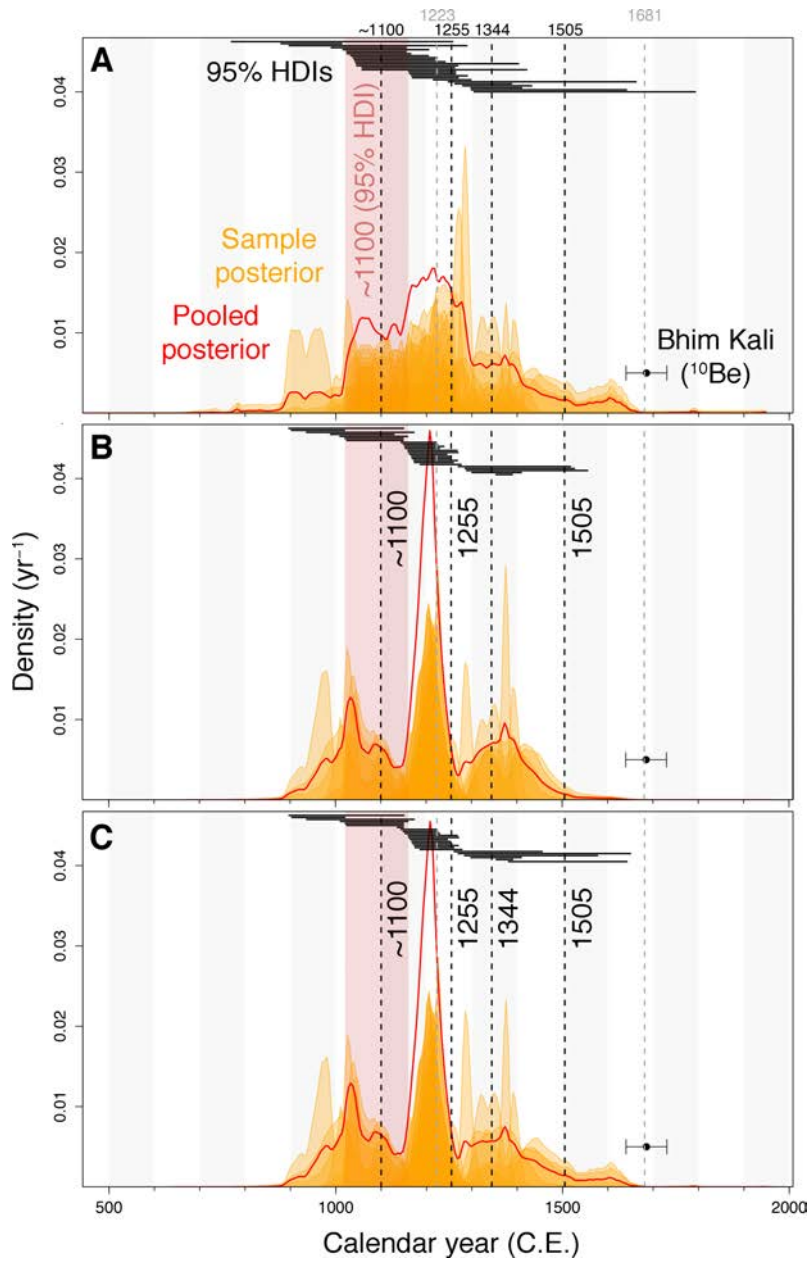 1223 1681
~1100 1255 1344 1505
A
95% HDIs
~1100 (95% HDI)
Sample
posterior
Pooled
posterior
Bhim Kali
(¹⁰Be)
0.04
0.03
0.02
0.01
B
~1100
1255
1505
0.04
0.03
0.02
0.01
Density (yr⁻¹)
C
~1100
1255
1344
1505
0.04
0.03
0.02
0.01
500 1000 1500 2000
Calendar year (C.E.)